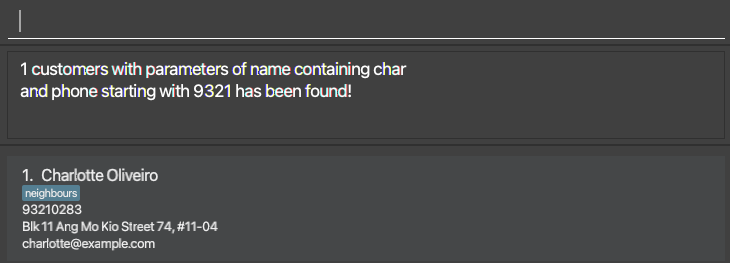 1 customers with parameters of name containing char
and phone starting with 9321 has been found!
1. Charlotte Oliveiro
neighbours
93210283
Blk 11 Ang Mo Kio Street 74, #11-04
charlotte@example.com